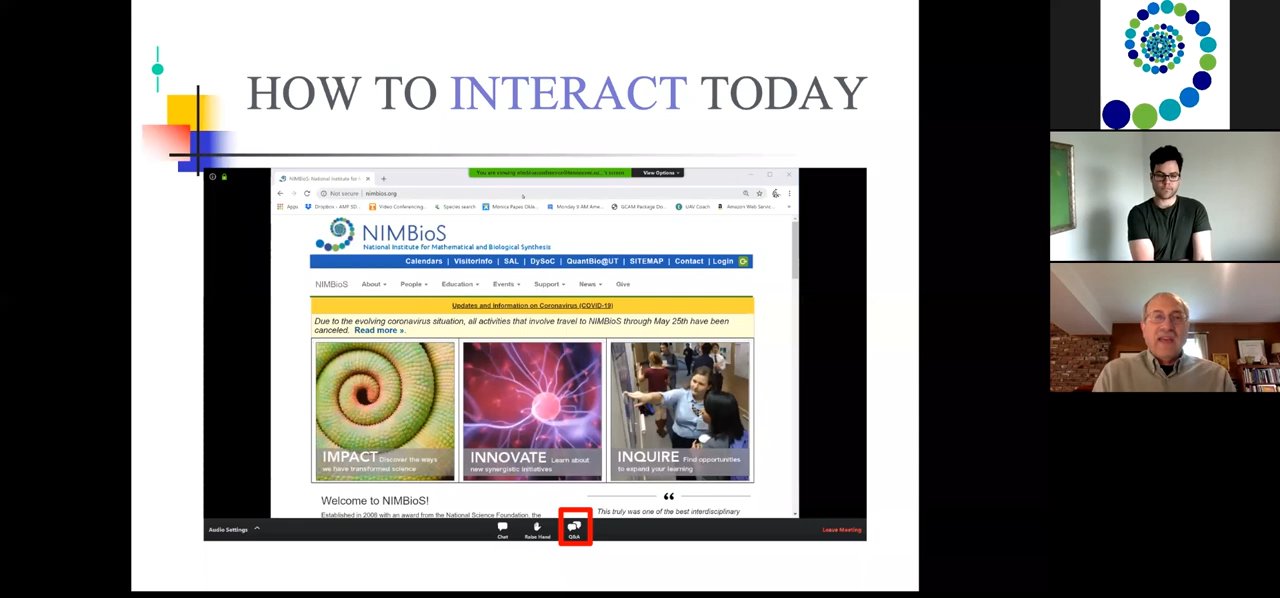 HOW TO INTERACT TODAY
NIMBioS: National Institute for M
You are viewing
View Options
Not secure | nimbios.org
Apps
Dropbox - AMF SD...
Video Conferencing...
Species search
Monica Papes Okla...
Monday 9 AM Ame...
GCAM Package Do...
UAV Coach
Amazon Web Servic...
NIMBioS
National Institute for Mathematical and Biological Synthesis
Calendars | VisitorInfo | SAL | DySoC | QuantBio@UT | SITEMAP | Contact | Login
NIMBioS About People Education Events Support News Give
Updates and Information on Coronavirus (COVID-19)
Due to the evolving coronavirus situation, all activities that involve travel to NIMBioS through May 25th have been
canceled. Read more ».
IMPACT Discover the ways
we have transformed science
INNOVATE Learn about
new synergistic initiatives
INQUIRE Find opportunities
to expand your learning
Welcome to NIMBioS!
Established in 2008 with an award from the National Science Foundation, the
“
This truly was one of the best interdisciplinary
Audio Settings
Chat
Raise Hand
Q&A
Leave Meeting